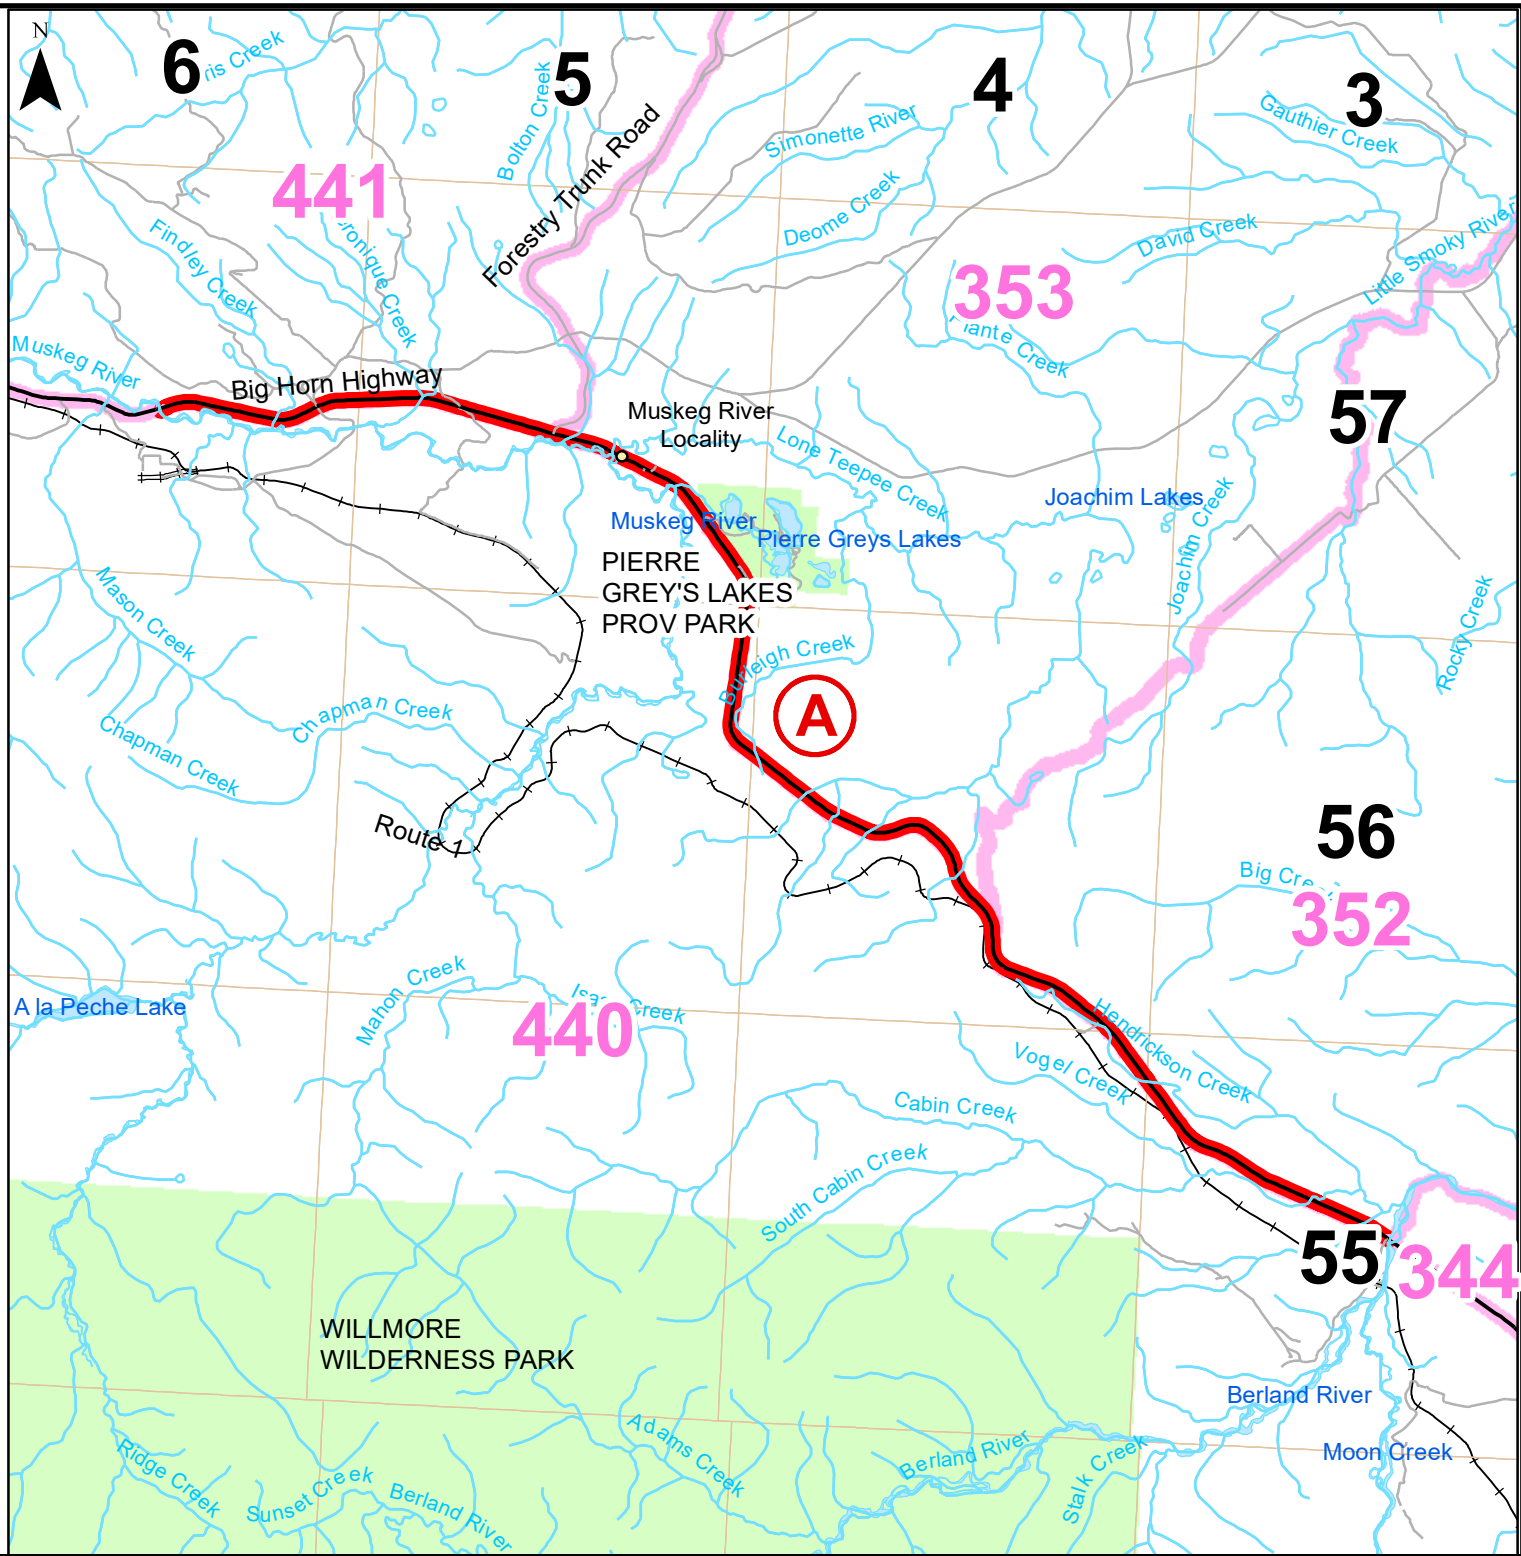 N
6
ris Creek
5
4
3
Bolton Creek
Forestry Trunk Road
Simonette River
Gauthier Creek
441
Deome Creek
David Creek
Little Smoky River
Findley Creek
ronique Creek
353
lante Creek
Muskeg River
Big Horn Highway
57
Muskeg River
Locality
Lone Teepee Creek
Joachim Lakes
Joachim Creek
Muskeg River
Pierre Greys Lakes
PIERRE
GREY'S LAKES
PROV PARK
Mason Creek
Rocky Creek
Burleigh Creek
A
Chapman Creek
Chapman Creek
Route 1
56
Big Creek
352
Mahon Creek
A la Peche Lake
Isaac Creek
440
Hendrickson Creek
Vogel Creek
Cabin Creek
South Cabin Creek
55
344
WILLMORE
WILDERNESS PARK
Berland River
Moon Creek
Adams Creek
Berland River
Stalk Creek
Ridge Creek
Sunset Creek
Berland River